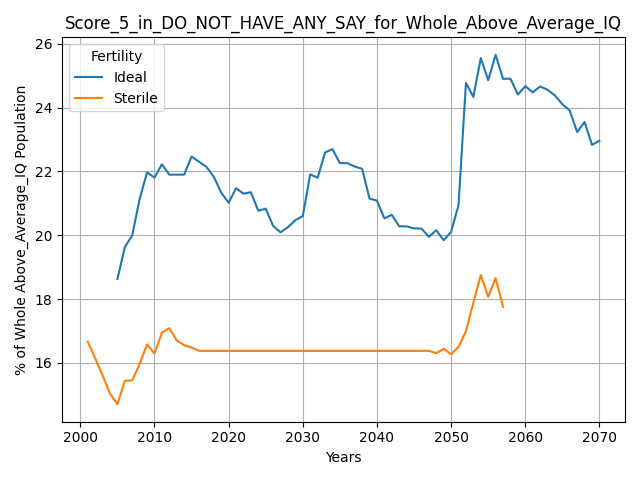 Score_5_in_DO_NOT_HAVE_ANY_SAY_for_Whole_Above_Average_IQ
Fertility
Ideal
Sterile
% of Whole Above_Average_IQ Population
26
24
22
20
18
16
2000 2010 2020 2030 2040 2050 2060 2070
Years